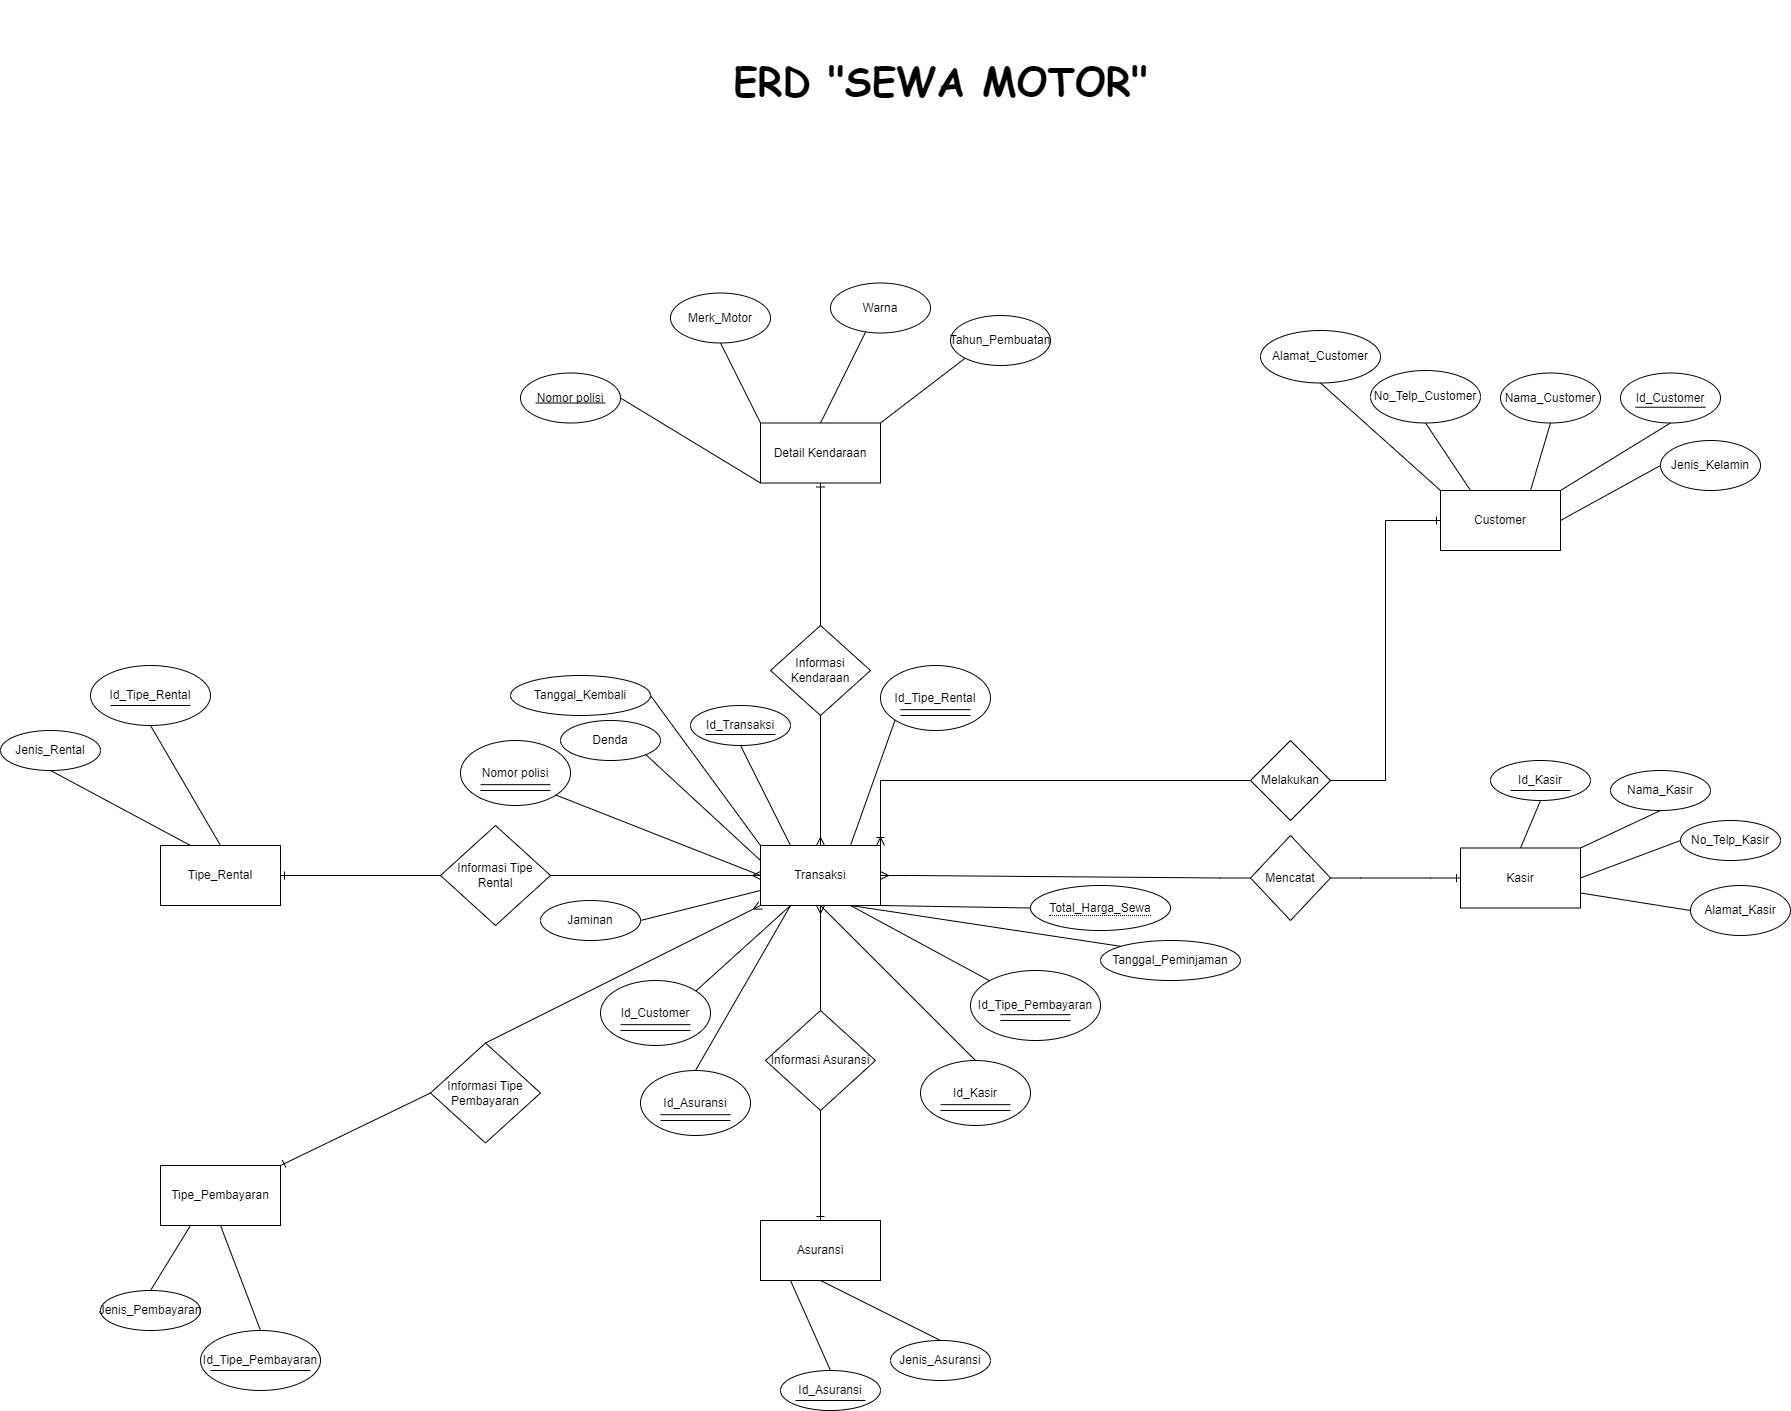 ERD "SEWA MOTOR"
Merk_Motor
Warna
Tahun_Pembuatan
Nomor polisi
Detail Kendaraan
Alamat_Customer
No_Telp_Customer
Nama_Customer
Id_Customer
Jenis_Kelamin
Customer
Informasi
Kendaraan
Id_Tipe_Rental
Jenis_Rental
Tipe_Rental
Informasi Tipe
Rental
Tanggal_Kembali
Denda
Nomor polisi
Id_Transaksi
Id_Tipe_Rental
Transaksi
Melakukan
Mencatat
Id_Kasir
Nama_Kasir
No_Telp_Kasir
Alamat_Kasir
Kasir
Jaminan
Total_Harga_Sewa
Tanggal_Peminjaman
Id_Customer
Id_Tipe_Pembayaran
Id_Asuransi
Informasi Asuransi
Id_Kasir
Informasi Tipe
Pembayaran
Tipe_Pembayaran
Jenis_Pembayaran
Id_Tipe_Pembayaran
Asuransi
Jenis_Asuransi
Id_Asuransi